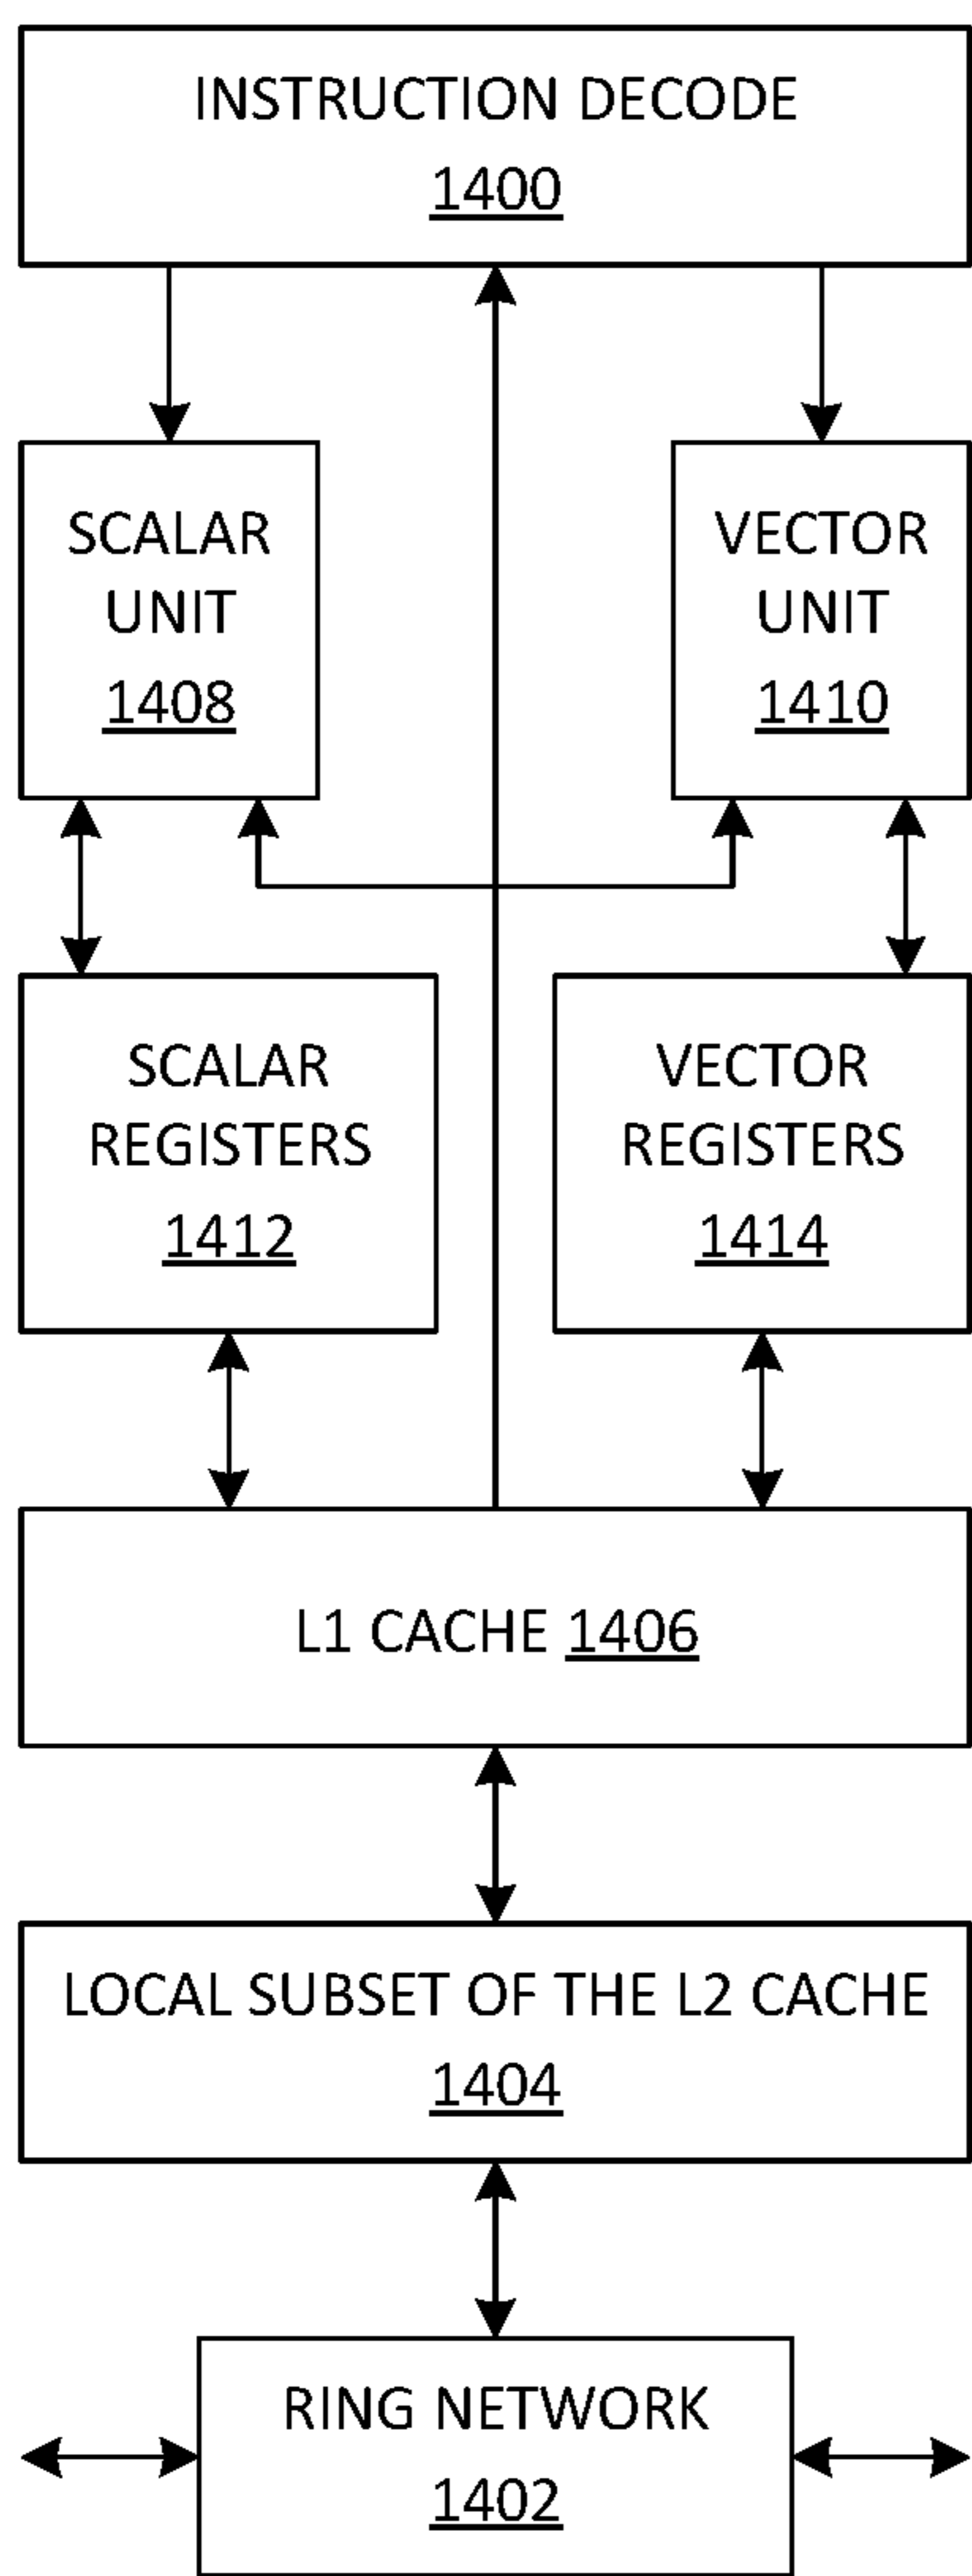 INSTRUCTION DECODE
1400
SCALAR
UNIT
1408
VECTOR
UNIT
1410
SCALAR
REGISTERS
1412
VECTOR
REGISTERS
1414
L1 CACHE 1406
LOCAL SUBSET OF THE L2 CACHE
1404
RING NETWORK
1402